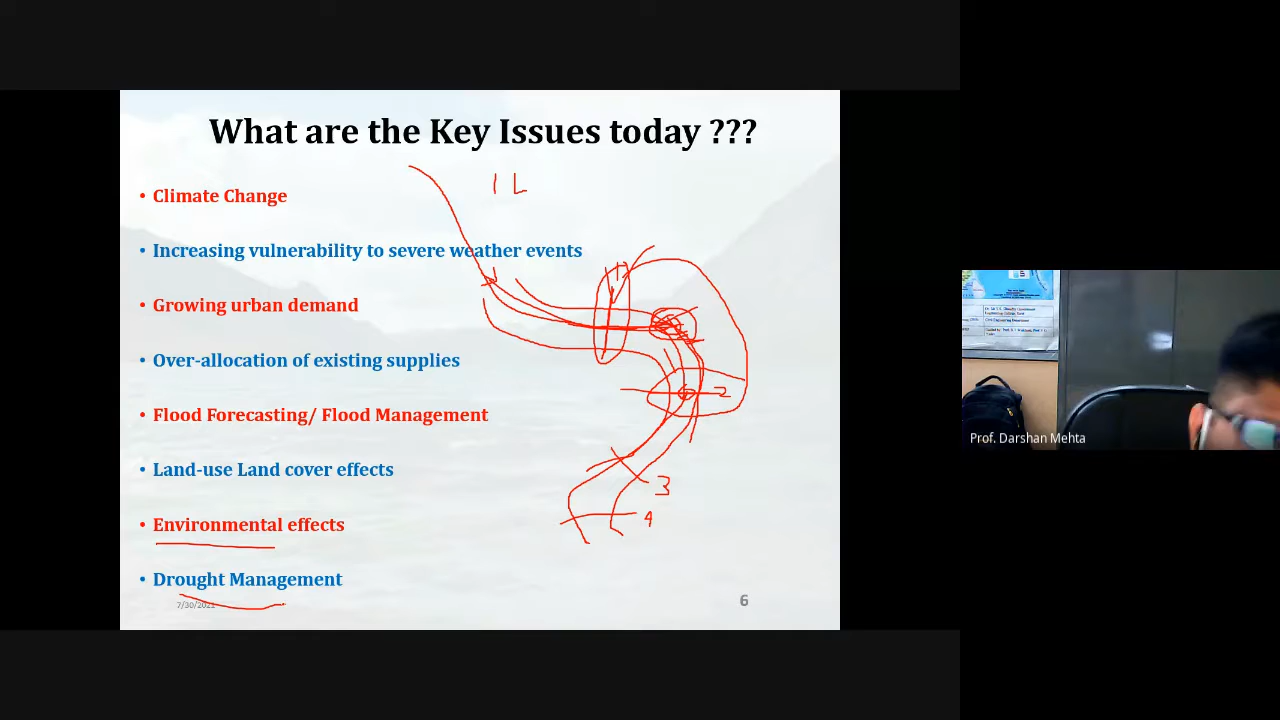 What are the Key Issues today ???
1 L
• Climate Change
• Increasing vulnerability to severe weather events
• Growing urban demand
• Over-allocation of existing supplies
• Flood Forecasting/ Flood Management
• Land-use Land cover effects
• Environmental effects
• Drought Management
2
3
4
6
Prof. Darshan Mehta